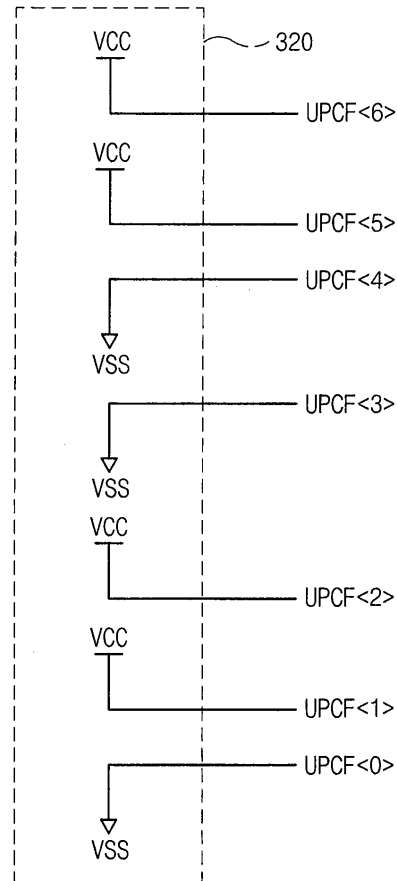 VCC
320
UPCF<6>
VCC
UPCF<5>
UPCF<4>
VSS
UPCF<3>
VSS
VCC
UPCF<2>
VCC
UPCF<1>
UPCF<0>
VSS